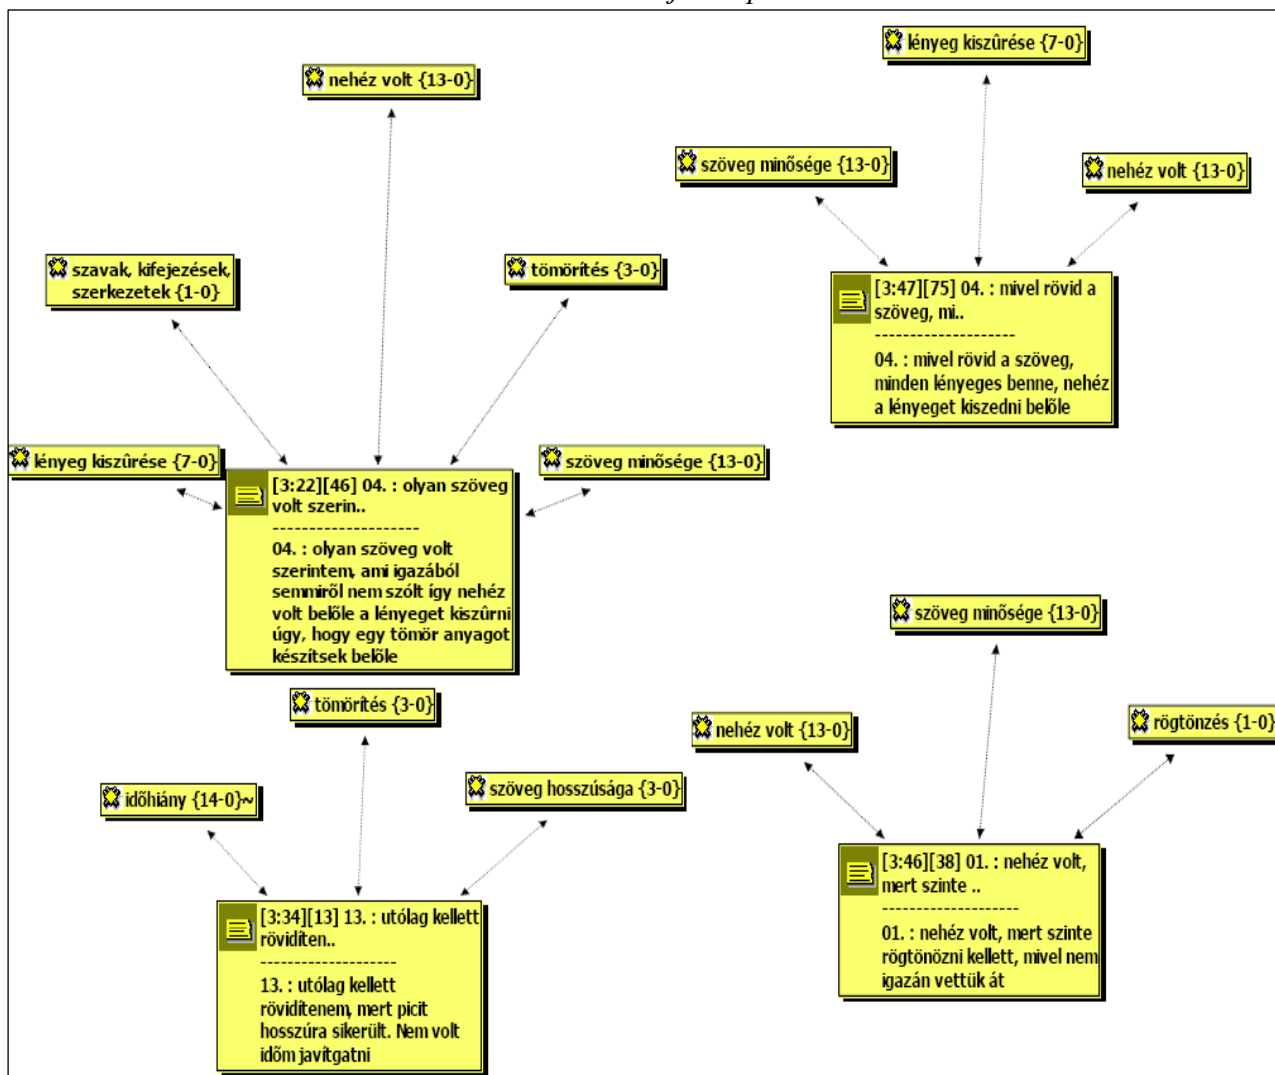 lényeg kiszûrése {7-0}
nehéz volt {13-0}
szöveg minősége {13-0}
nehéz volt {13-0}
szavak, kifejezések,
szerkezetek {1-0}
tömörítés {3-0}
[3:47][75] 04. : mivel rövid a
szöveg, mi..
--------------------
04. : mivel rövid a szöveg,
minden lényeges benne, nehéz
a lényeget kiszedni belőle
lényeg kiszûrése {7-0}
szöveg minősége {13-0}
[3:22][46] 04. : olyan szöveg
volt szerin..
--------------------
04. : olyan szöveg volt
szerintem, ami igazából
semmiről nem szólt így nehéz
volt belőle a lényeget kiszûrni
úgy, hogy egy tömör anyagot
készítsek belőle
szöveg minősége {13-0}
tömörítés {3-0}
nehéz volt {13-0}
rögtönzés {1-0}
időhiány {14-0}~
szöveg hosszúsága {3-0}
[3:46][38] 01. : nehéz volt,
mert szinte ..
--------------------
01. : nehéz volt, mert szinte
rögtönözni kellett, mivel nem
igazán vettük át
[3:34][13] 13. : utólag kellett
rövidíten..
--------------------
13. : utólag kellett
rövidítenem, mert picit
hosszúra sikerült. Nem volt
időm javítgatni